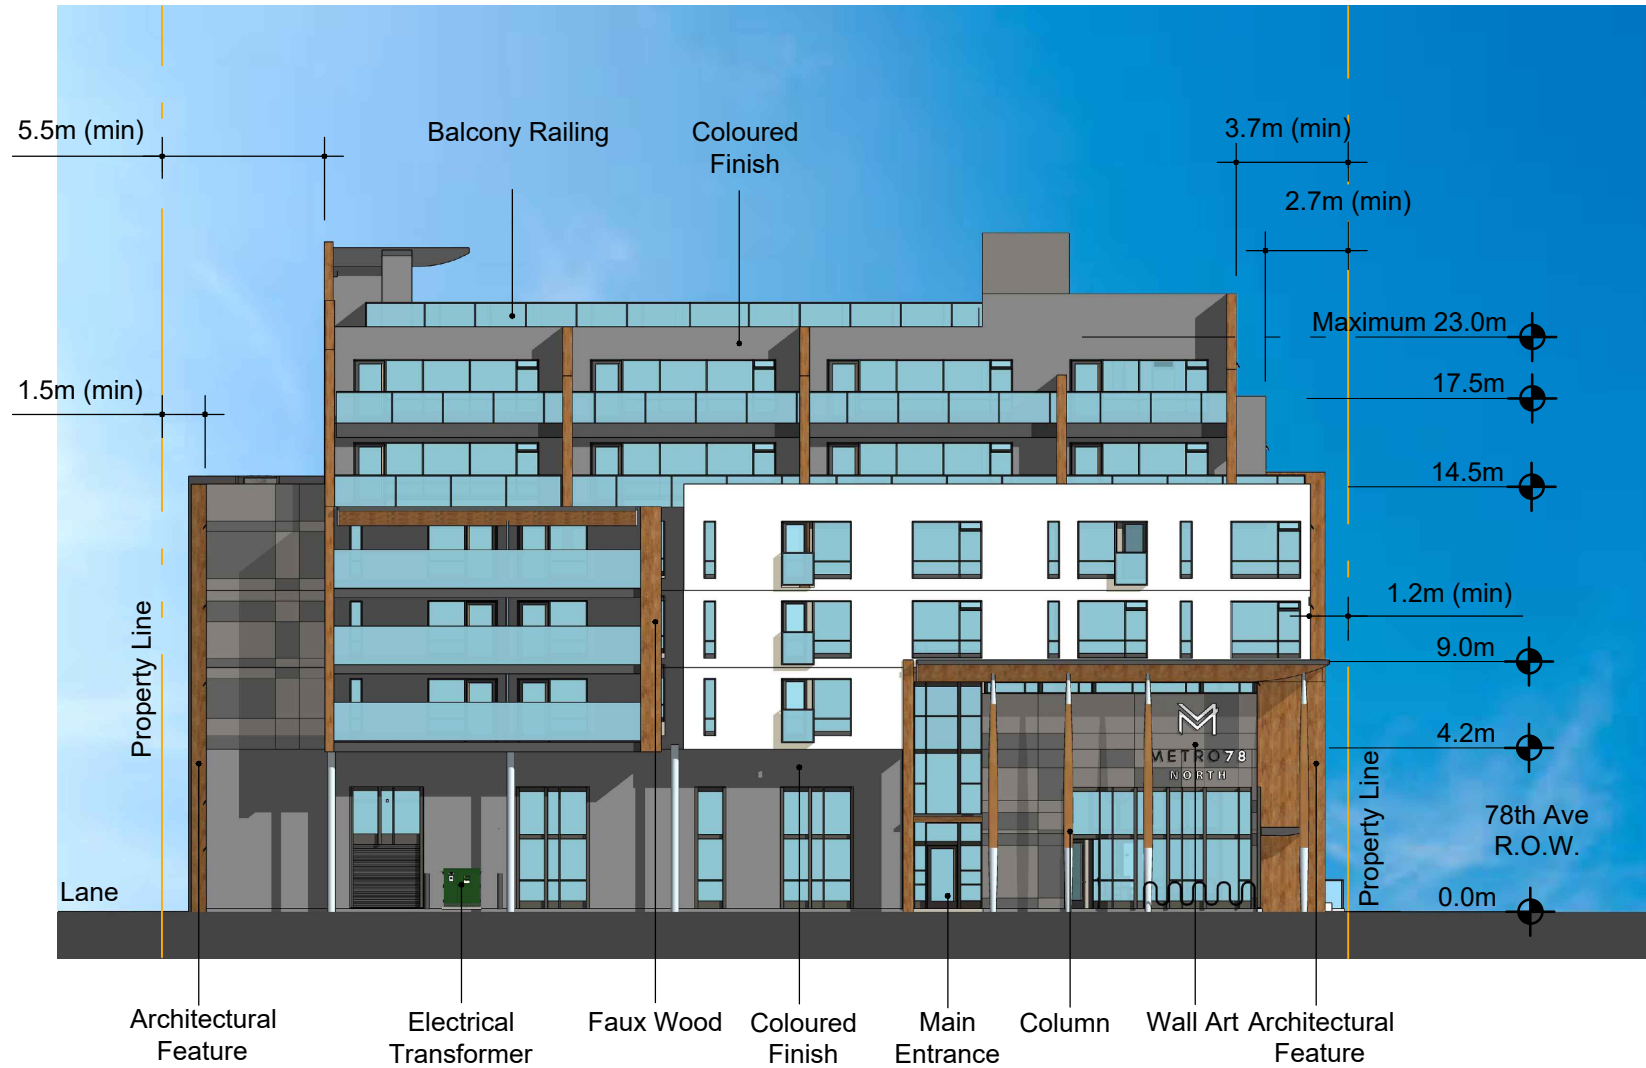 5.5m (min)
Balcony Railing
Coloured
Finish
3.7m (min)
2.7m (min)
Maximum 23.0m
17.5m
1.5m (min)
14.5m
1.2m (min)
9.0m
Property Line
4.2m
METRO78
NORTH
Property Line
78th Ave
R.O.W.
Lane
0.0m
Architectural
Feature
Electrical
Transformer
Faux Wood
Coloured
Finish
Main
Entrance
Column
Wall Art
Architectural
Feature